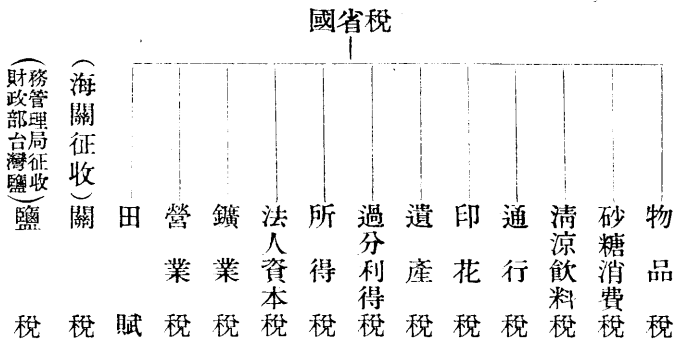 國省稅
物品稅
砂糖消費稅
清涼飲料稅
通行稅
印花稅
遺產稅
過分利得稅
所得稅
法人資本稅
鑛業稅
營業稅
田賦
(海關征收)關稅
(財政部台灣鹽務管理局征收)鹽稅